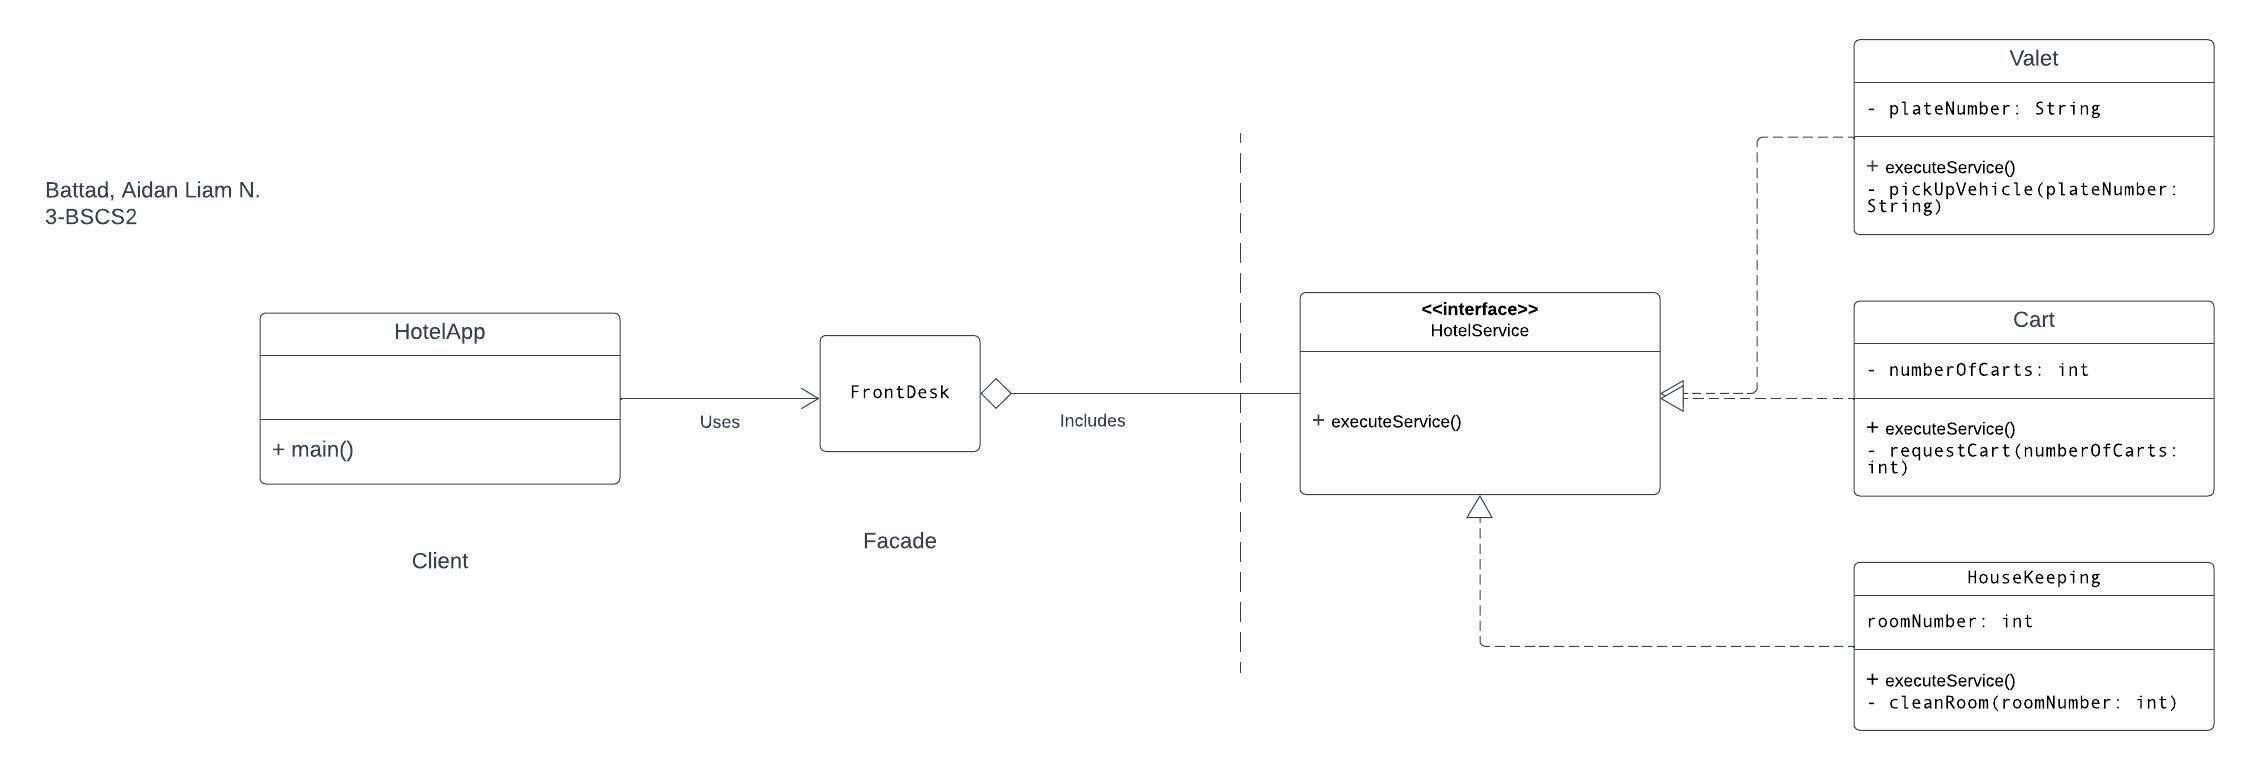 Battad, Aidan Liam N.
3-BSCS2
HotelApp
+ main()
Client
Uses
FrontDesk
Facade
Includes
<<interface>>
HotelService
+ executeService()
Valet
- plateNumber: String
+ executeService()
- pickUpVehicle(plateNumber:
String)
Cart
- numberOfCarts: int
+ executeService()
- requestCart(numberOfCarts:
int)
HouseKeeping
roomNumber: int
+ executeService()
- cleanRoom(roomNumber: int)